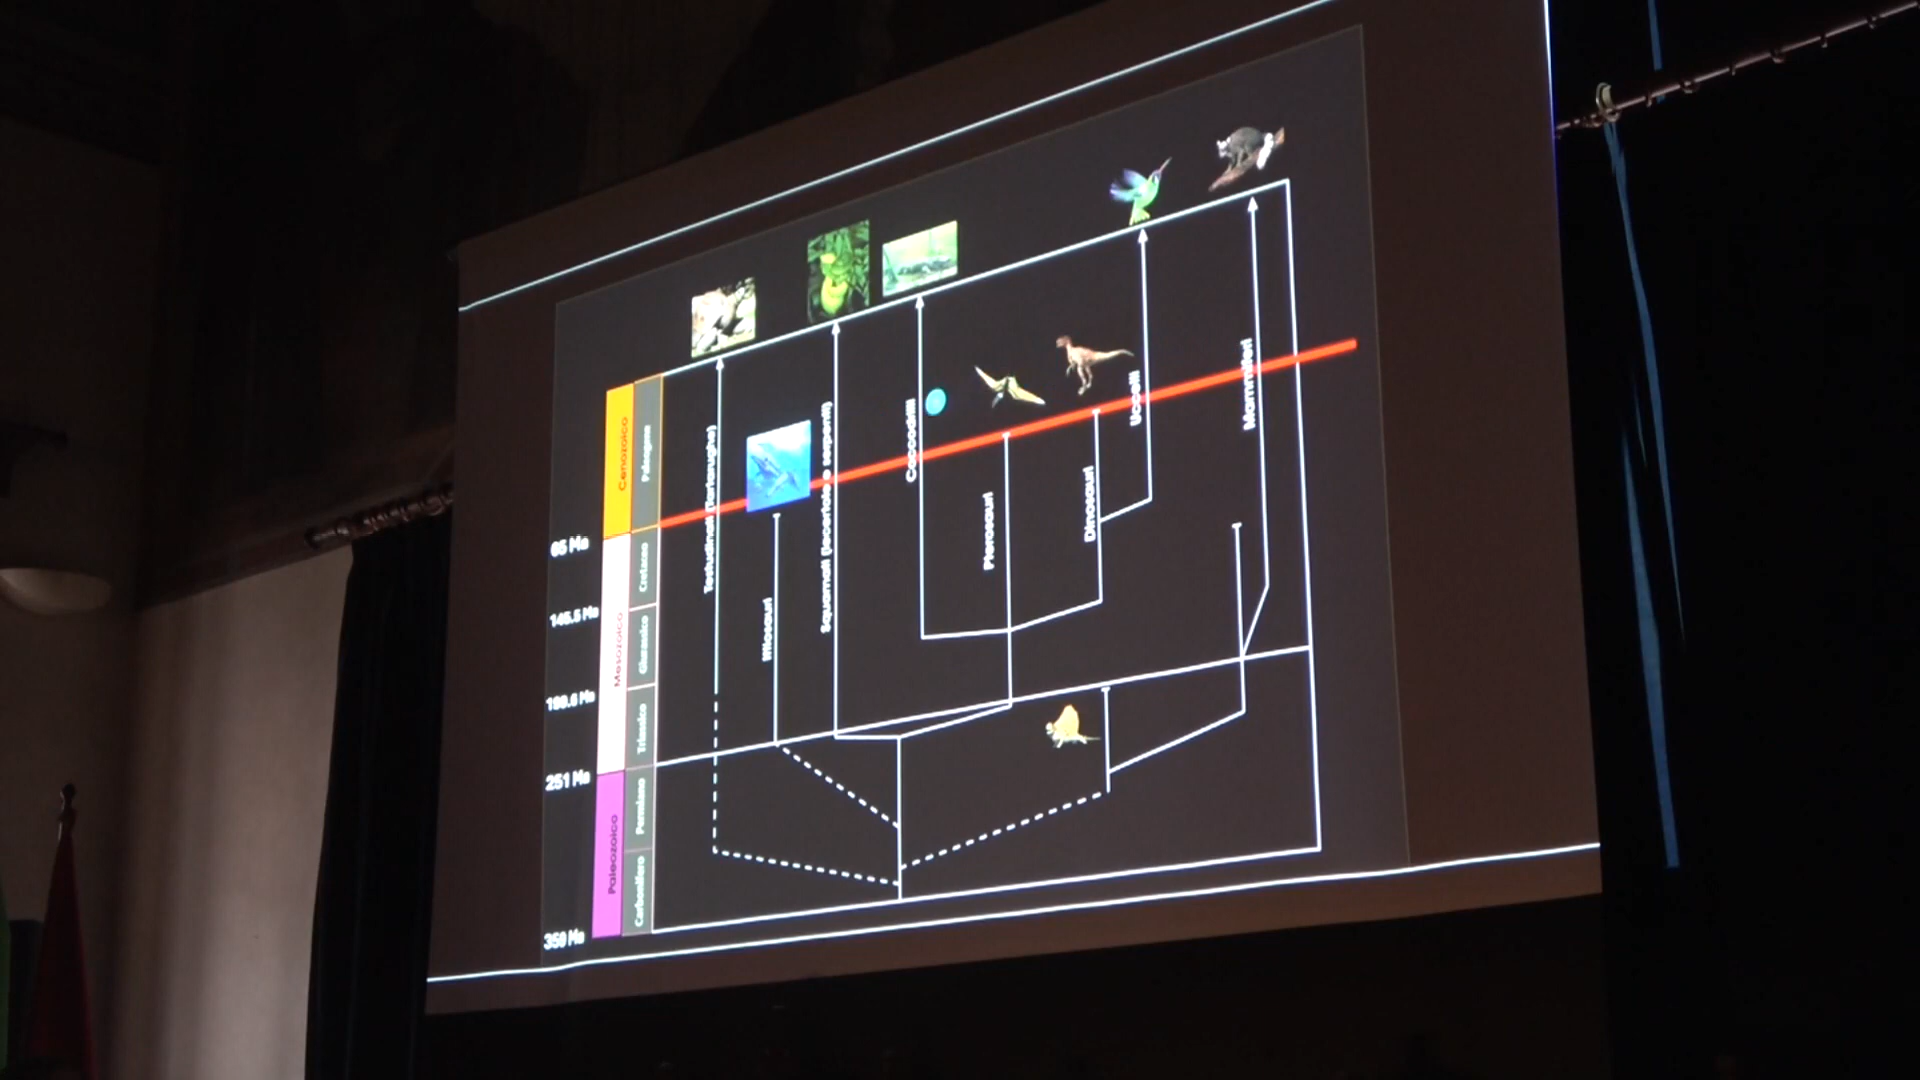 Cenozoico
Paleogene
65 Ma
Cretaceo
145.5 Ma
Mesozoico
Giurassico
199.6 Ma
Triassico
251 Ma
Permiano
Paleozoico
Carbonifero
359 Ma
Testudinati (tartarughe)
Ittiosauri
Squamati (lucertole e serpenti)
Coccodrilli
Pterosauri
Dinosauri
Uccelli
Mammiferi